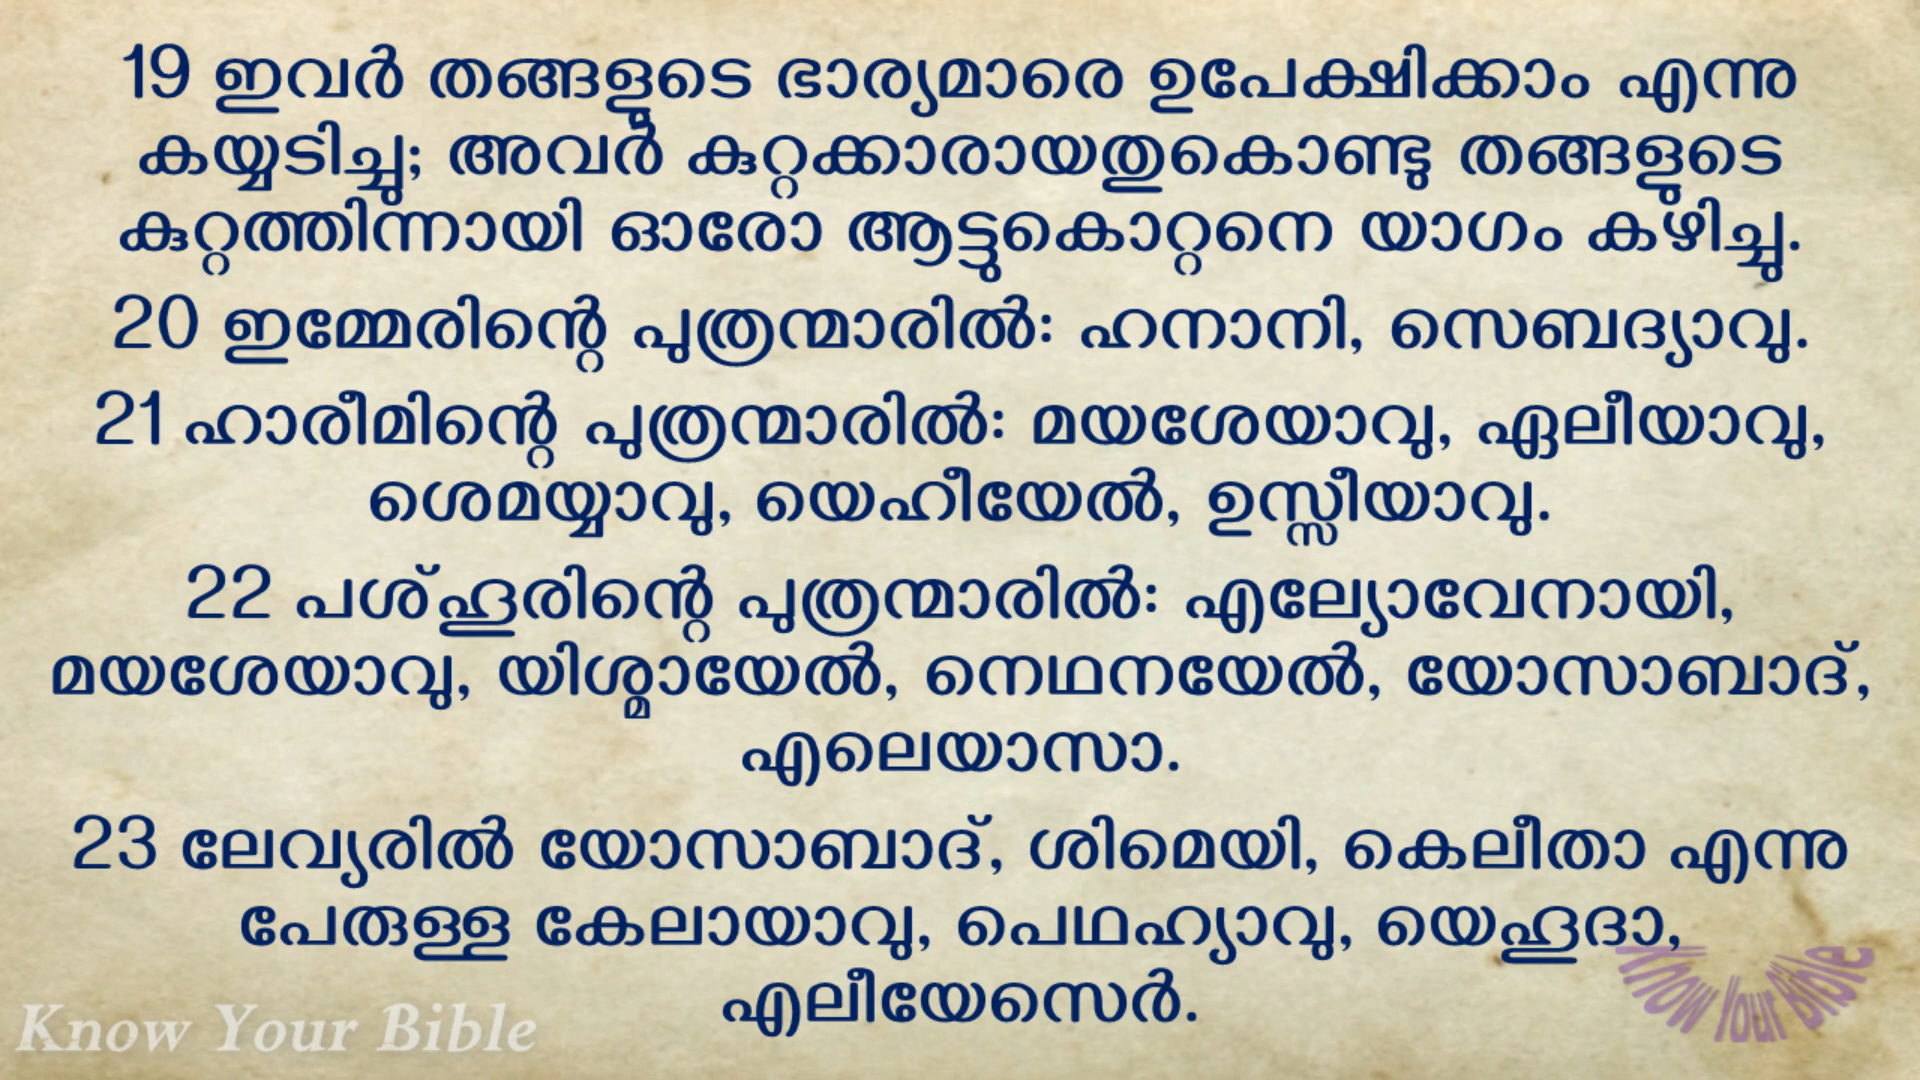 19 ഇവർ തങ്ങളുടെ ഭാര്യമാരെ ഉപേക്ഷിക്കാം എന്നു
കയ്യടിച്ചു; അവർ കുറ്റക്കാരായതുകൊണ്ടു തങ്ങളുടെ
കുറ്റത്തിന്നായി ഓരോ ആട്ടുകൊറ്റനെ യാഗം കഴിച്ചു.
20 ഇമ്മേരിന്റെ പുത്രന്മാരിൽ: ഹനാനി, സെബദ്യാവു.
21 ഹാരീമിന്റെ പുത്രന്മാരിൽ: മയശേയാവു, ഏലീയാവു,
ശെമയ്യാവു, യെഹീയേൽ, ഉസ്സീയാവു.
22 പശ്ഹൂരിന്റെ പുത്രന്മാരിൽ: എല്യോവേനായി,
മയശേയാവു, യിശ്മായേൽ, നെഥനയേൽ, യോസാബാദ്,
എലെയാസാ.
23 ലേവ്യരിൽ യോസാബാദ്, ശിമെയി, കെലീതാ എന്നു
പേരുള്ള കേലായാവു, പെഥഹ്യാവു, യെഹൂദാ,
എലീയേസെർ.
Know Your Bible
Know Your Bible